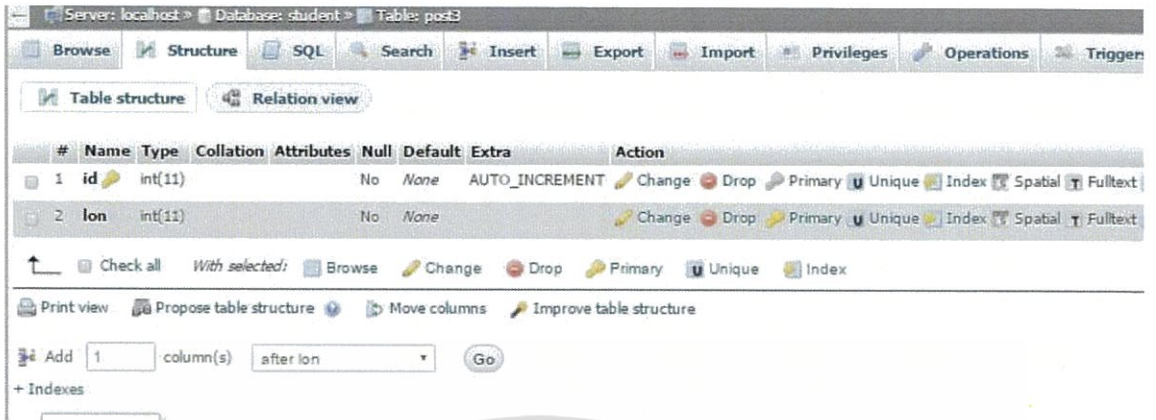 Server: localhost » Database: student » Table: post3
Browse Structure SQL Search Insert Export Import Privileges Operations Triggers
Table structure Relation view
# Name Type Collation Attributes Null Default Extra Action
1 id int(11) No None AUTO_INCREMENT Change Drop Primary U Unique Index Spatial T Fulltext
2 lon int(11) No None Change Drop Primary U Unique Index Spatial T Fulltext
Check all With selected: Browse Change Drop Primary U Unique Index
Print view Propose table structure Move columns Improve table structure
Add 1 column(s) after lon Go
+ Indexes